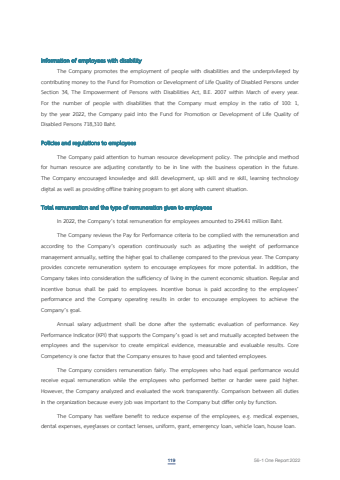 Information of employees with disability
The Company promotes the employment of people with disabilities and the underprivileged by
contributing money to the Fund for Promotion or Development of Life Quality of Disabled Persons under
Section 34, The Empowerment of Persons with Disabilities Act, B.E. 2007 within March of every year.
For the number of people with disabilities that the Company must employ in the ratio of 100: 1,
by the year 2022, the Company paid into the Fund for Promotion or Development of Life Quality of
Disabled Persons 718,310 Baht.
Policies and regulations to employees
The Company paid attention to human resource development policy. The principle and method
for human resource are adjusting constantly to be in line with the business operation in the future.
The Company encouraged knowledge and skill development, up skill and re skill, learning technology
digital as well as providing offline training program to get along with current situation.
Total remuneration and the type of remuneration given to employees
In 2022, the Company's total remuneration for employees amounted to 294.41 million Baht.
The Company reviews the Pay for Performance criteria to be complied with the remuneration and
according to the Company's operation continuously such as adjusting the weight of performance
management annually, setting the higher goal to challenge compared to the previous year. The Company
provides concrete remuneration system to encourage employees for more potential. In addition, the
Company takes into consideration the sufficiency of living in the current economic situation. Regular and
incentive bonus shall be paid to employees. Incentive bonus is paid according to the employees'
performance and the Company operating results in order to encourage employees to achieve the
Company's goal.
Annual salary adjustment shall be done after the systematic evaluation of performance. Key
Performance Indicator (KPI) that supports the Company's goad is set and mutually accepted between the
employees and the supervisor to create empirical evidence, measurable and evaluable results. Core
Competency is one factor that the Company ensures to have good and talented employees.
The Company considers remuneration fairly. The employees who had equal performance would
receive equal remuneration while the employees who performed better or harder were paid higher.
However, the Company analyzed and evaluated the work transparently. Comparison between all duties
in the organization because every job was important to the Company but differ only by function.
The Company has welfare benefit to reduce expense of the employees, e.g. medical expenses,
dental expenses, eyeglasses or contact lenses, uniform, grant, emergency loan, vehicle loan, house loan.
119
56-1 One Report 2022